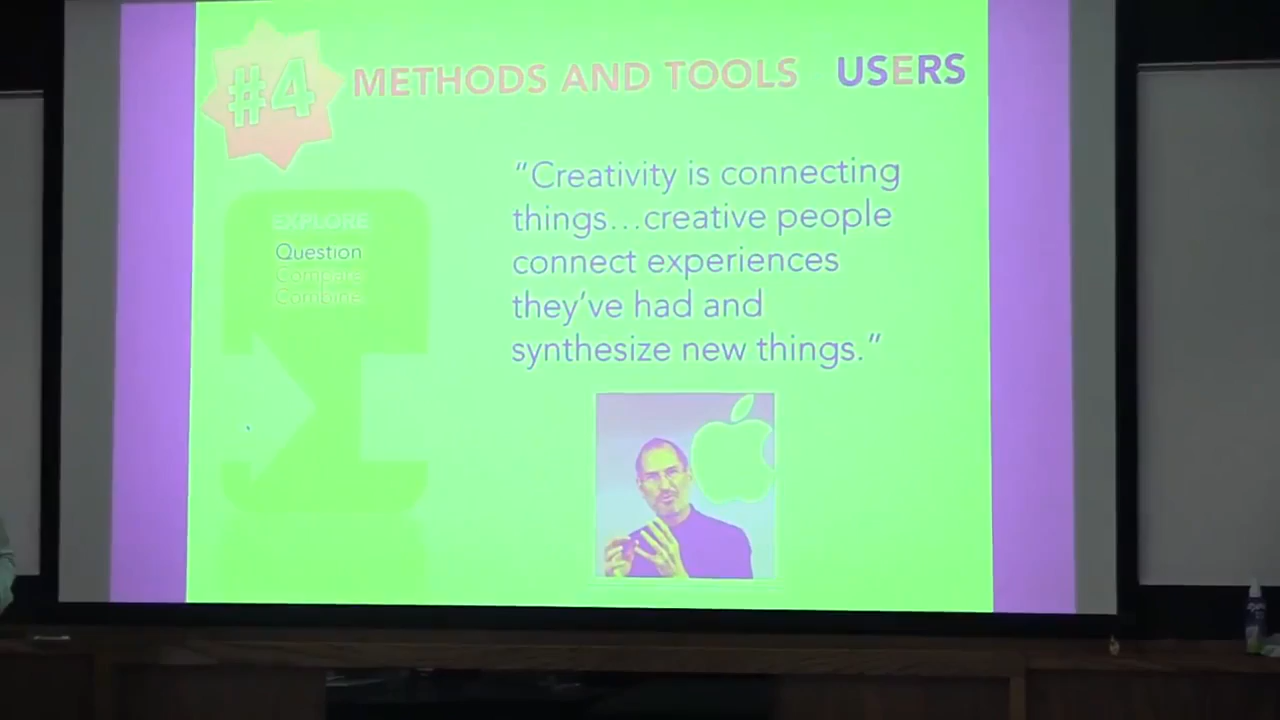 #4
METHODS AND TOOLS USERS
EXPLORE
Question
Compare
Combine
“Creativity is connecting
things...creative people
connect experiences
they’ve had and
synthesize new things.”